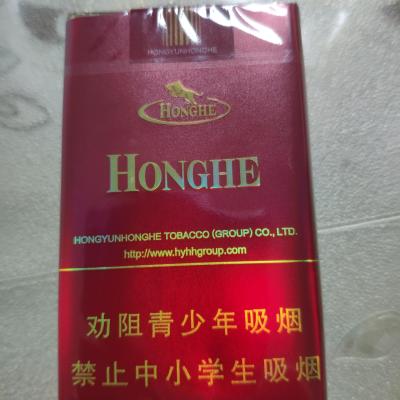 HONGYUNHONGHE
HONGHE
HONGHE
HONGYUNHONGHE TOBACCO (GROUP) CO., LTD.
http://www.hyhhgroup.com
劝阻青少年吸烟
禁止中小学生吸烟